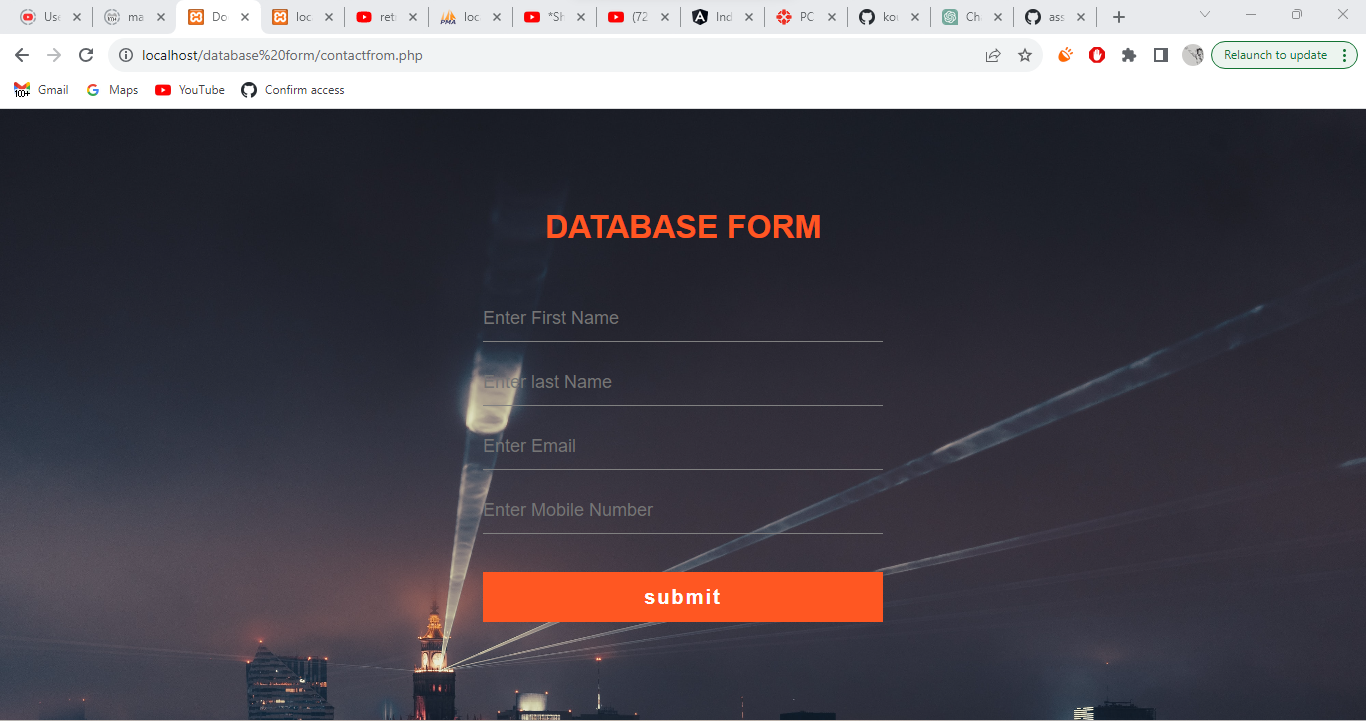 Use
ma
Do
loc
ret
loc
*Sh
(72
Ind
PC
kou
Ch
ass
localhost/database%20form/contactfrom.php
Relaunch to update
100+
Gmail
Maps
YouTube
Confirm access
DATABASE FORM
Enter First Name
Enter last Name
Enter Email
Enter Mobile Number
submit